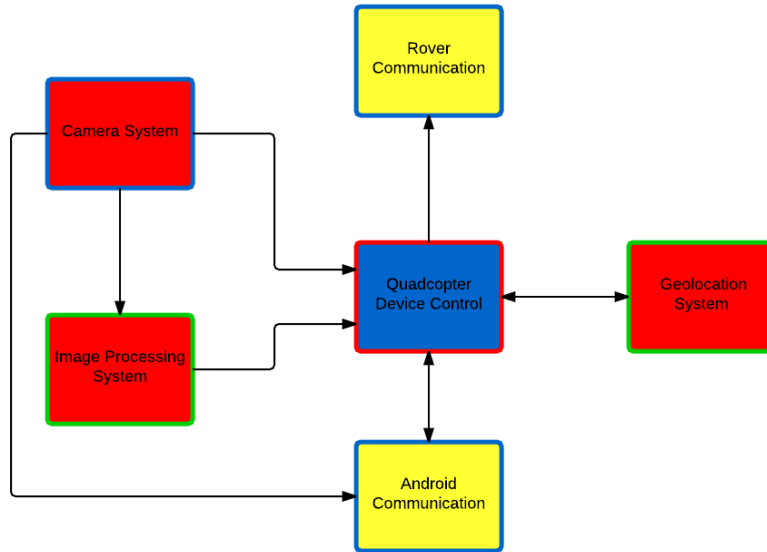 Rover
Communication
Camera System
Quadcopter
Device Control
Geolocation
System
Image Processing
System
Android
Communication